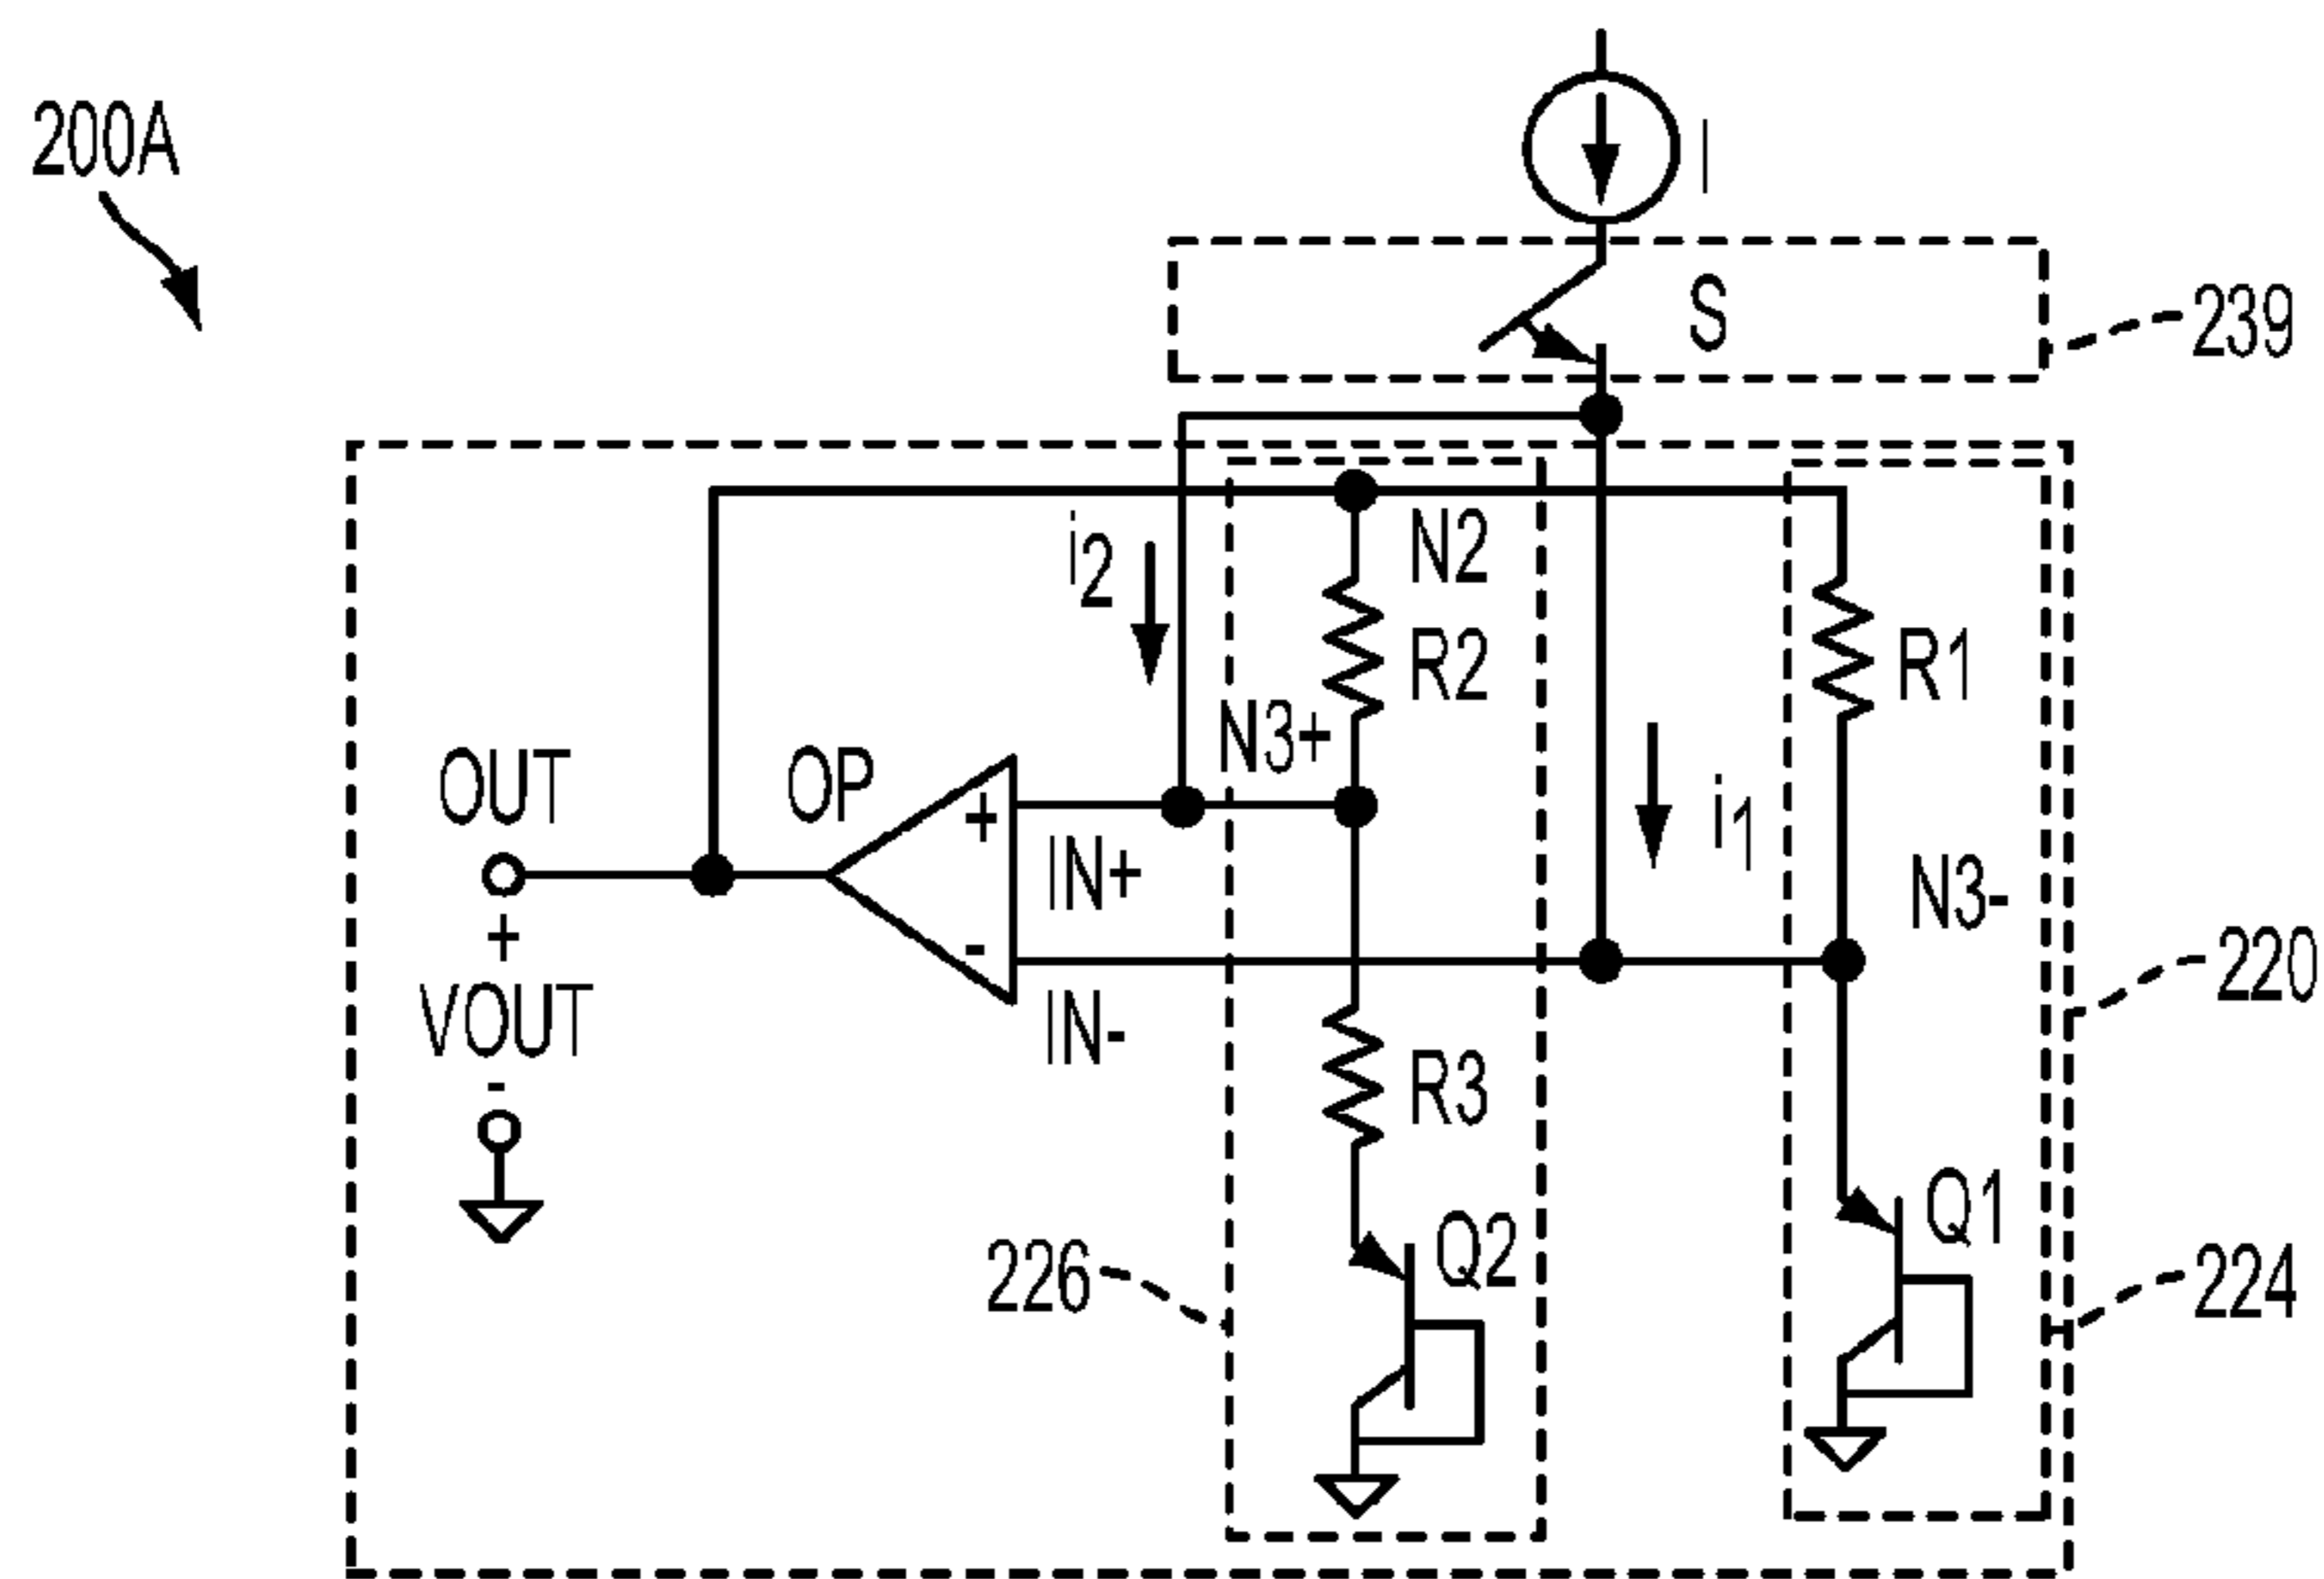 200A
I
S
239
i2
N2
R2
R1
N3+
OUT
OP
+
i1
IN+
N3-
+
-
220
VOUT
IN-
-
R3
Q1
Q2
226
224